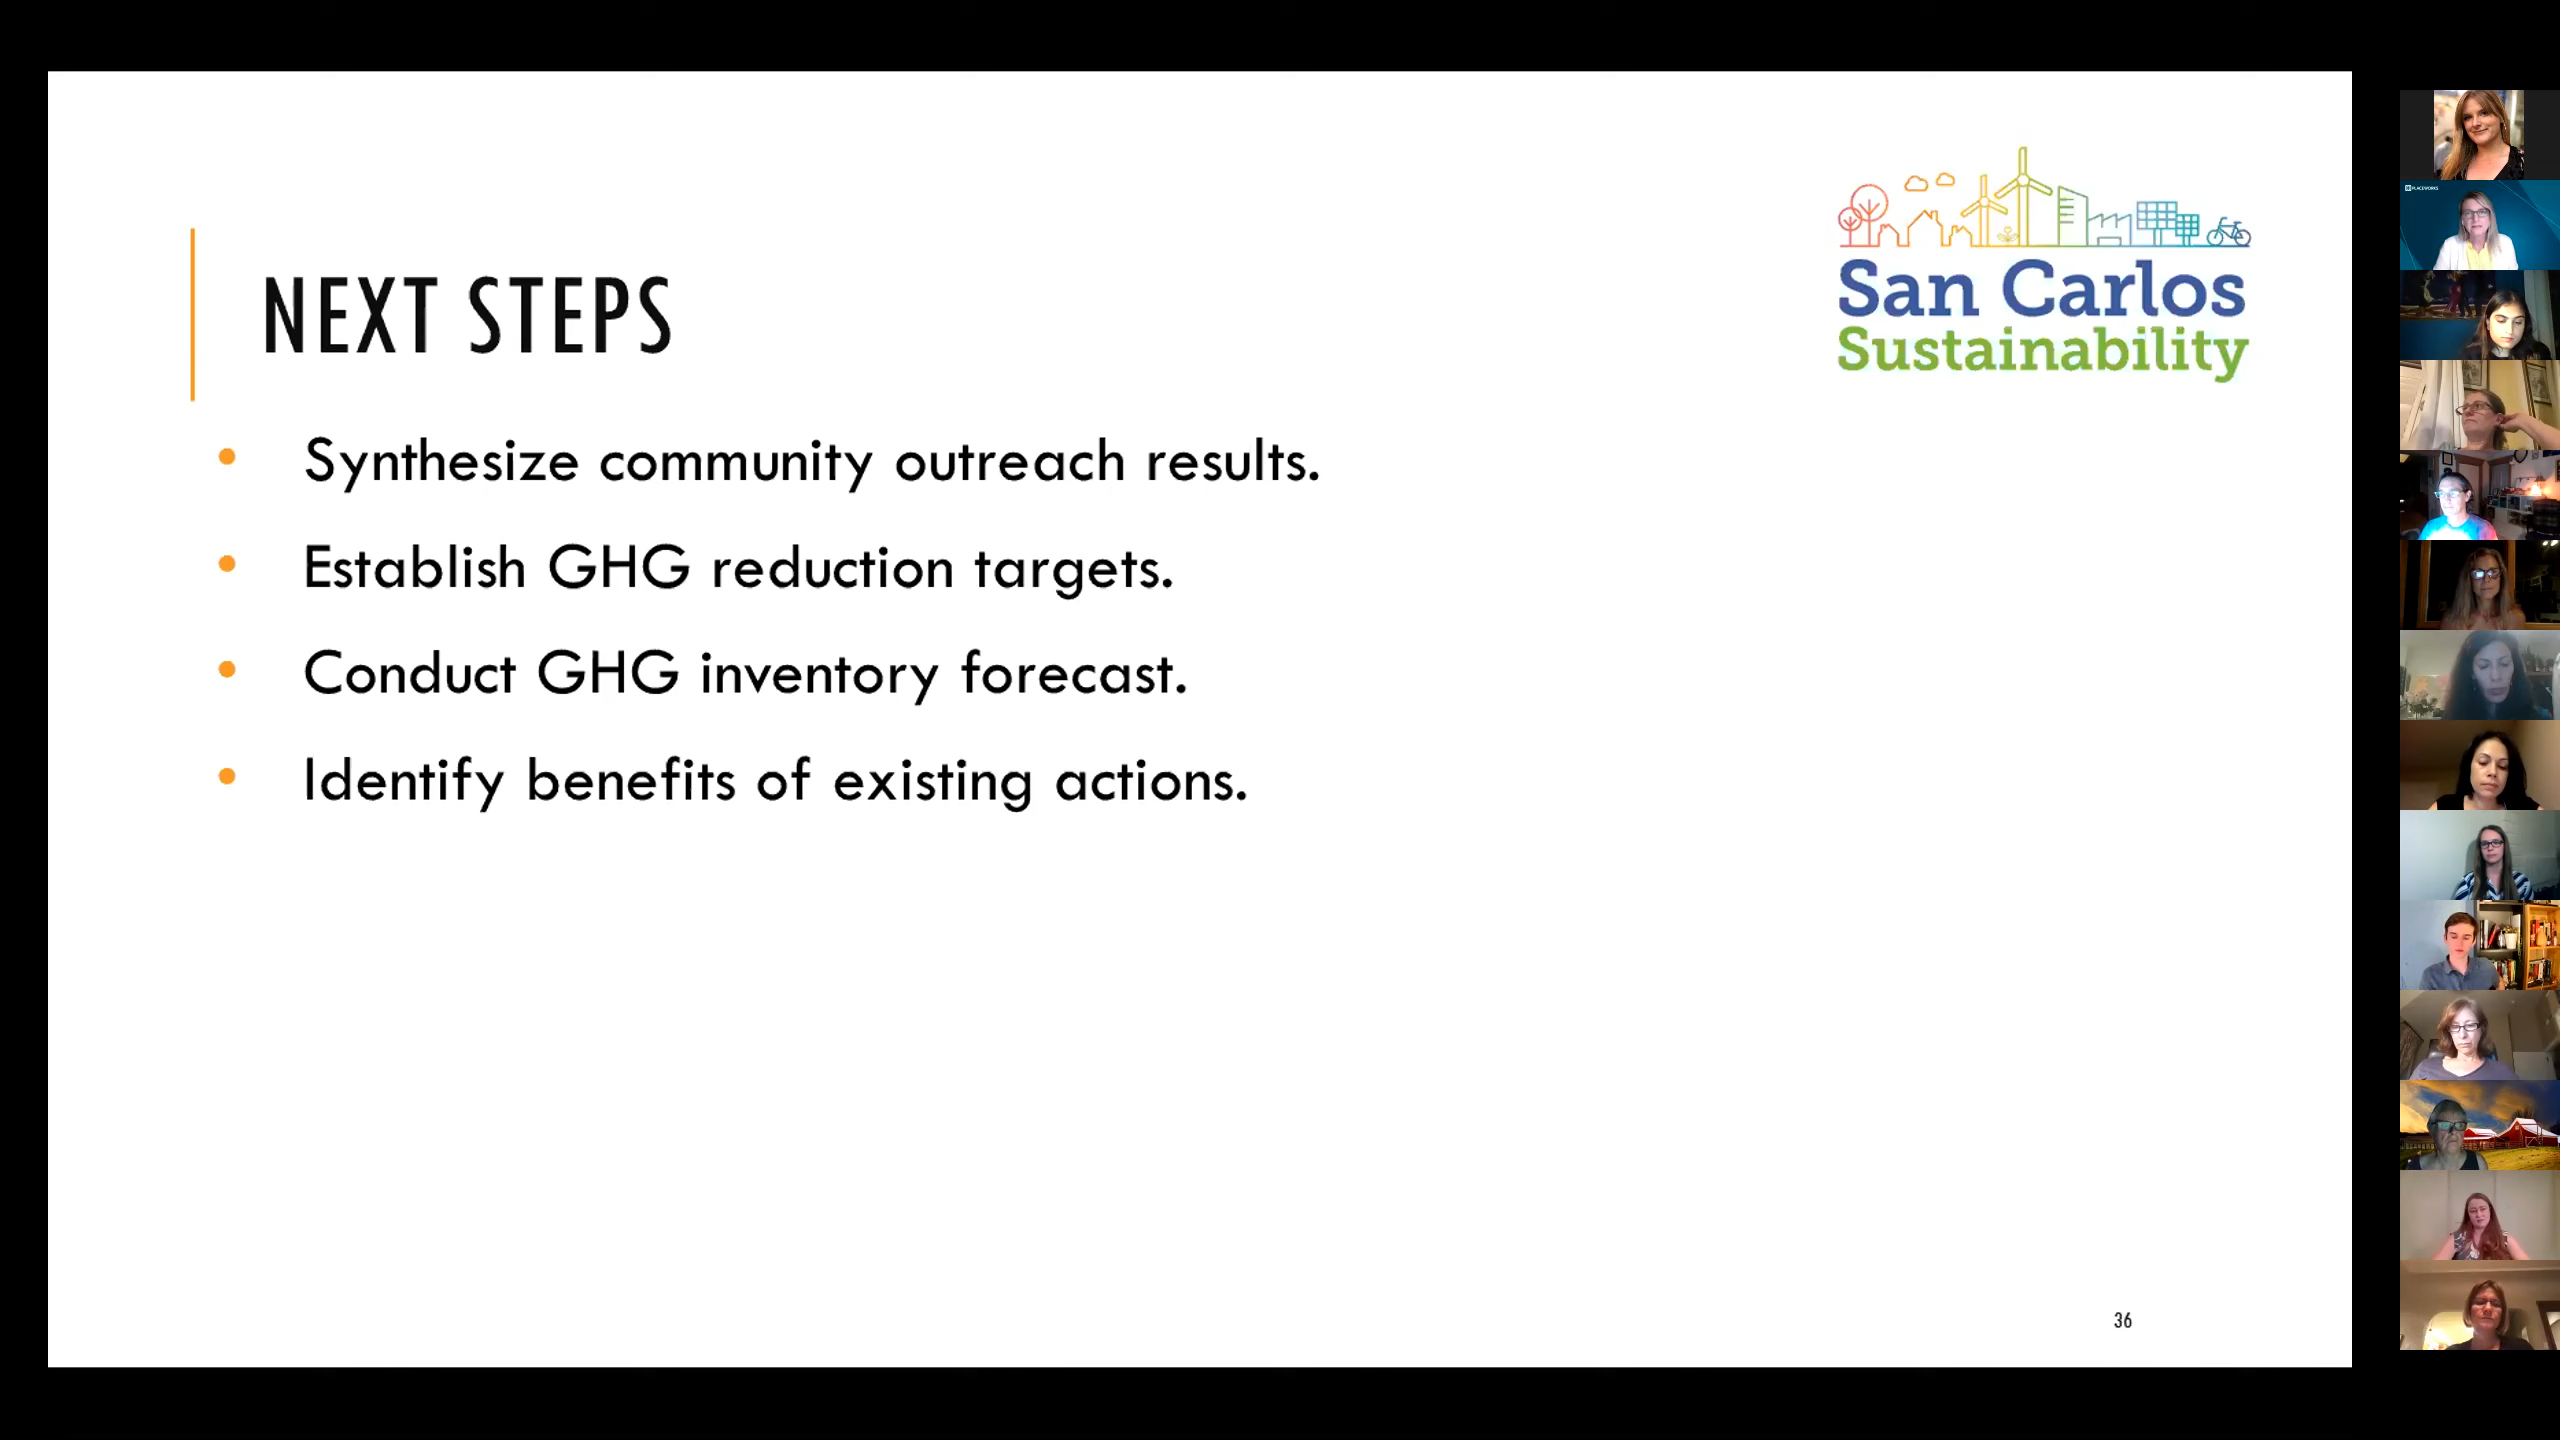 NEXT STEPS
San Carlos
Sustainability
Synthesize community outreach results.
Establish GHG reduction targets.
Conduct GHG inventory forecast.
Identify benefits of existing actions.
36
PLACEWORKS